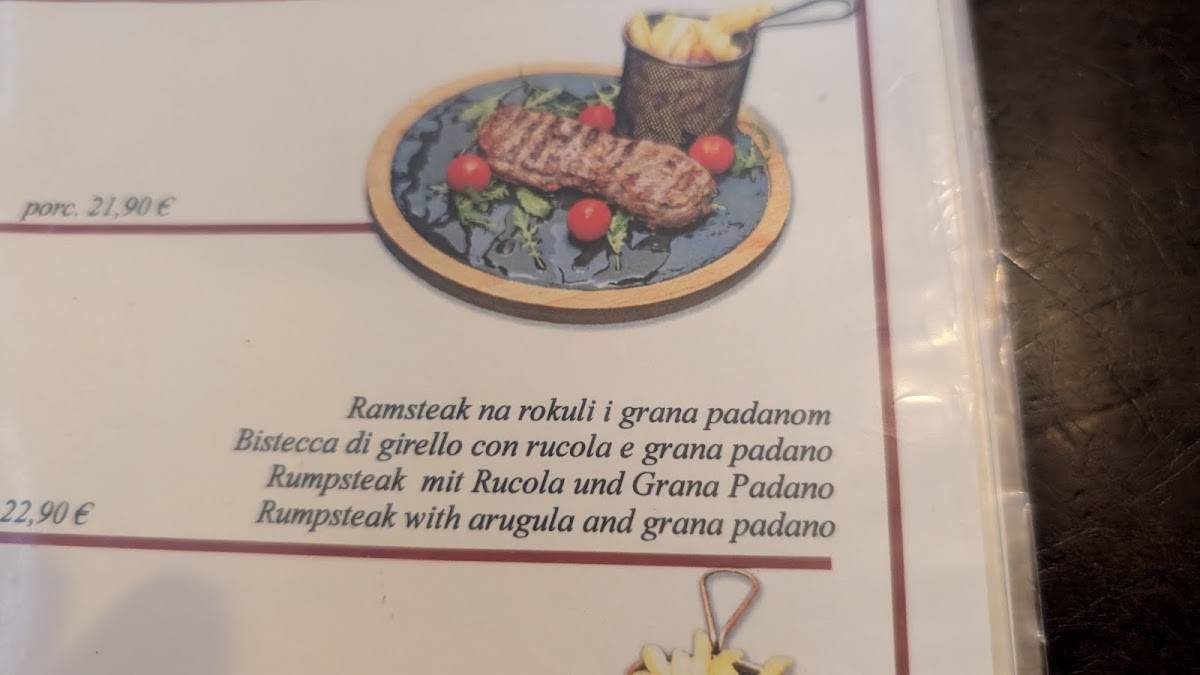 porc. 21,90 €
Ramsteak na rokuli i grana padanom
Bistecca di girello con rucola e grana padano
Rumpsteak mit Rucola und Grana Padano
22,90 € Rumpsteak with arugula and grana padano